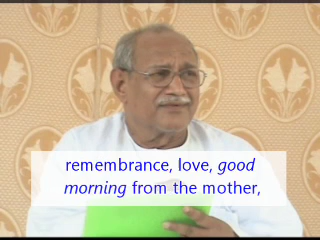 remembrance, love, good
morning from the mother,